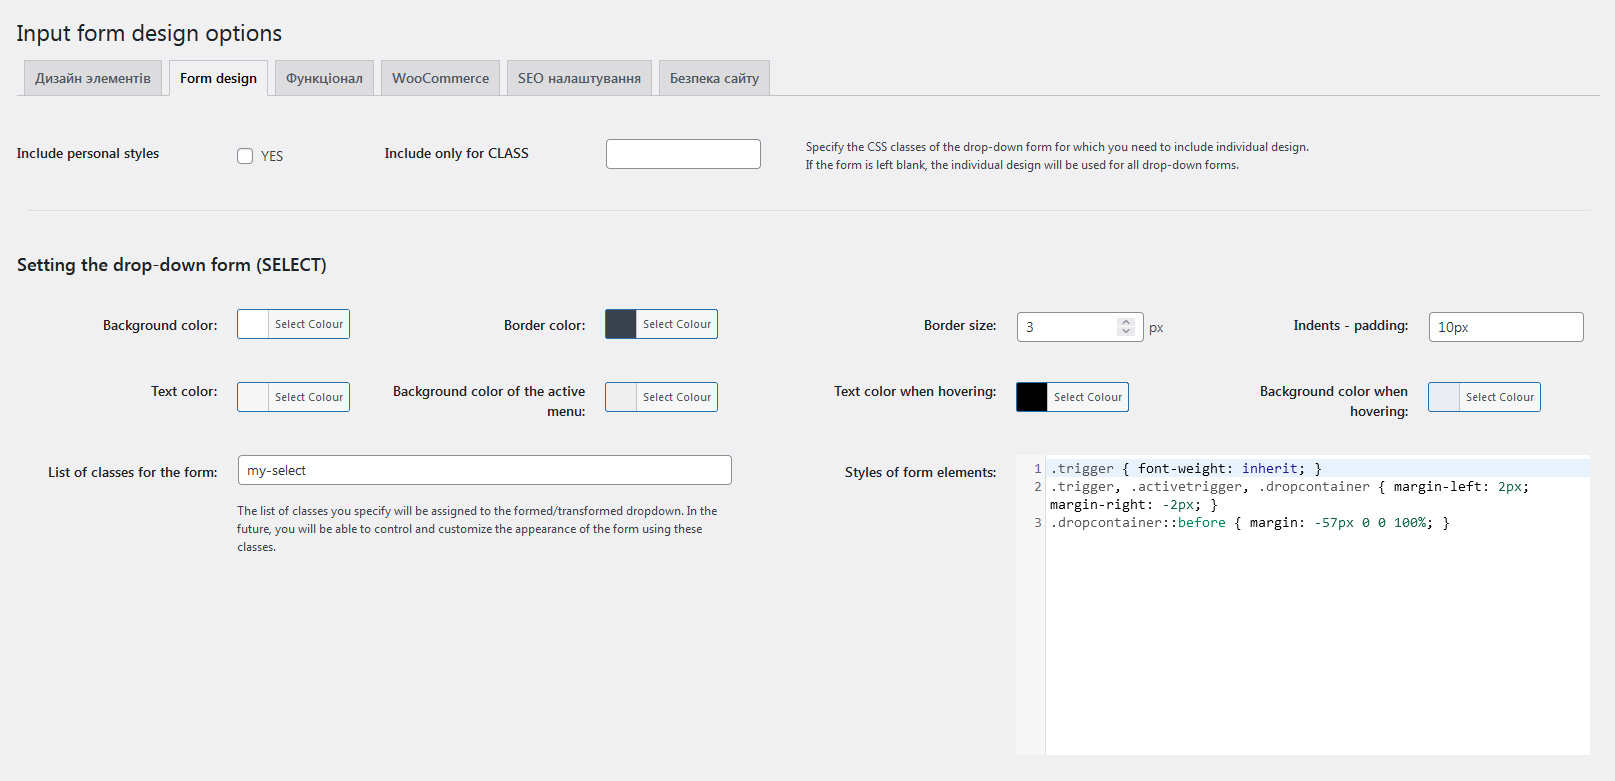 Input form design options
Дизайн элементів
Form design
Функціонал
WooCommerce
SEO налаштування
Безпека сайту
Include personal styles
YES
Include only for CLASS
Specify the CSS classes of the drop-down form for which you need to include individual design.
If the form is left blank, the individual design will be used for all drop-down forms.
Setting the drop-down form (SELECT)
Background color:
Select Colour
Border color:
Select Colour
Border size:
3
px
Indents - padding:
10px
Text color:
Select Colour
Background color of the active
menu:
Select Colour
Text color when hovering:
Select Colour
Background color when
hovering:
Select Colour
List of classes for the form:
my-select
The list of classes you specify will be assigned to the formed/transformed dropdown. In the
future, you will be able to control and customize the appearance of the form using these
classes.
Styles of form elements:
1 .trigger { font-weight: inherit; }
2 .trigger, .activetrigger, .dropcontainer { margin-left: 2px;
margin-right: -2px; }
3 .dropcontainer::before { margin: -57px 0 0 100%; }